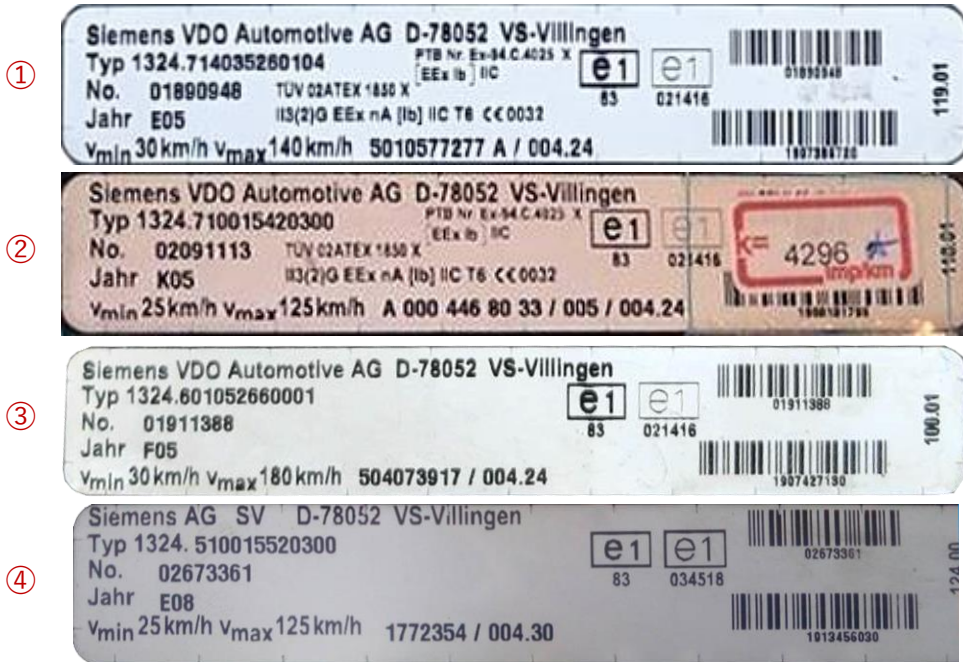 ①
Siemens VDO Automotive AG D-78052 VS-Villingen
Typ 1324.714035260104
PTB Nr. Ex-94.C.4025 X
[EEx ib] IIC
No. 01890948 TÜV 02ATEX 1850 X
Jahr E05 II3(2)G EEx nA [Ib] IIC T6 C€0032
vmin 30 km/h vmax 140 km/h 5010577277 A / 004.24
e1 e1
83 021416
01890948
119.01
②
Siemens VDO Automotive AG D-78052 VS-Villingen
Typ 1324.710015420300
PTB Nr. Ex-94.C.4025 X
[EEx ib] IIC
No. 02091113 TÜV 02ATEX 1850 X
Jahr K05 II3(2)G EEx nA [Ib] IIC T6 C€0032
vmin 25 km/h vmax 125 km/h A 000 446 80 33 / 005 / 004.24
e1 e1
83 021416
K= 4296
imp/km
③
Siemens VDO Automotive AG D-78052 VS-Villingen
Typ 1324.601052660001
No. 01911388
Jahr F05
vmin 30 km/h vmax 180 km/h 504073917 / 004.24
e1 e1
83 021416
01911388
1907427130
100.01
④
Siemens AG SV D-78052 VS-Villingen
Typ 1324. 510015520300
No. 02673361
Jahr E08
vmin 25 km/h vmax 125 km/h 1772354 / 004.30
e1 e1
83 034518
02673361
1913456030
124.00